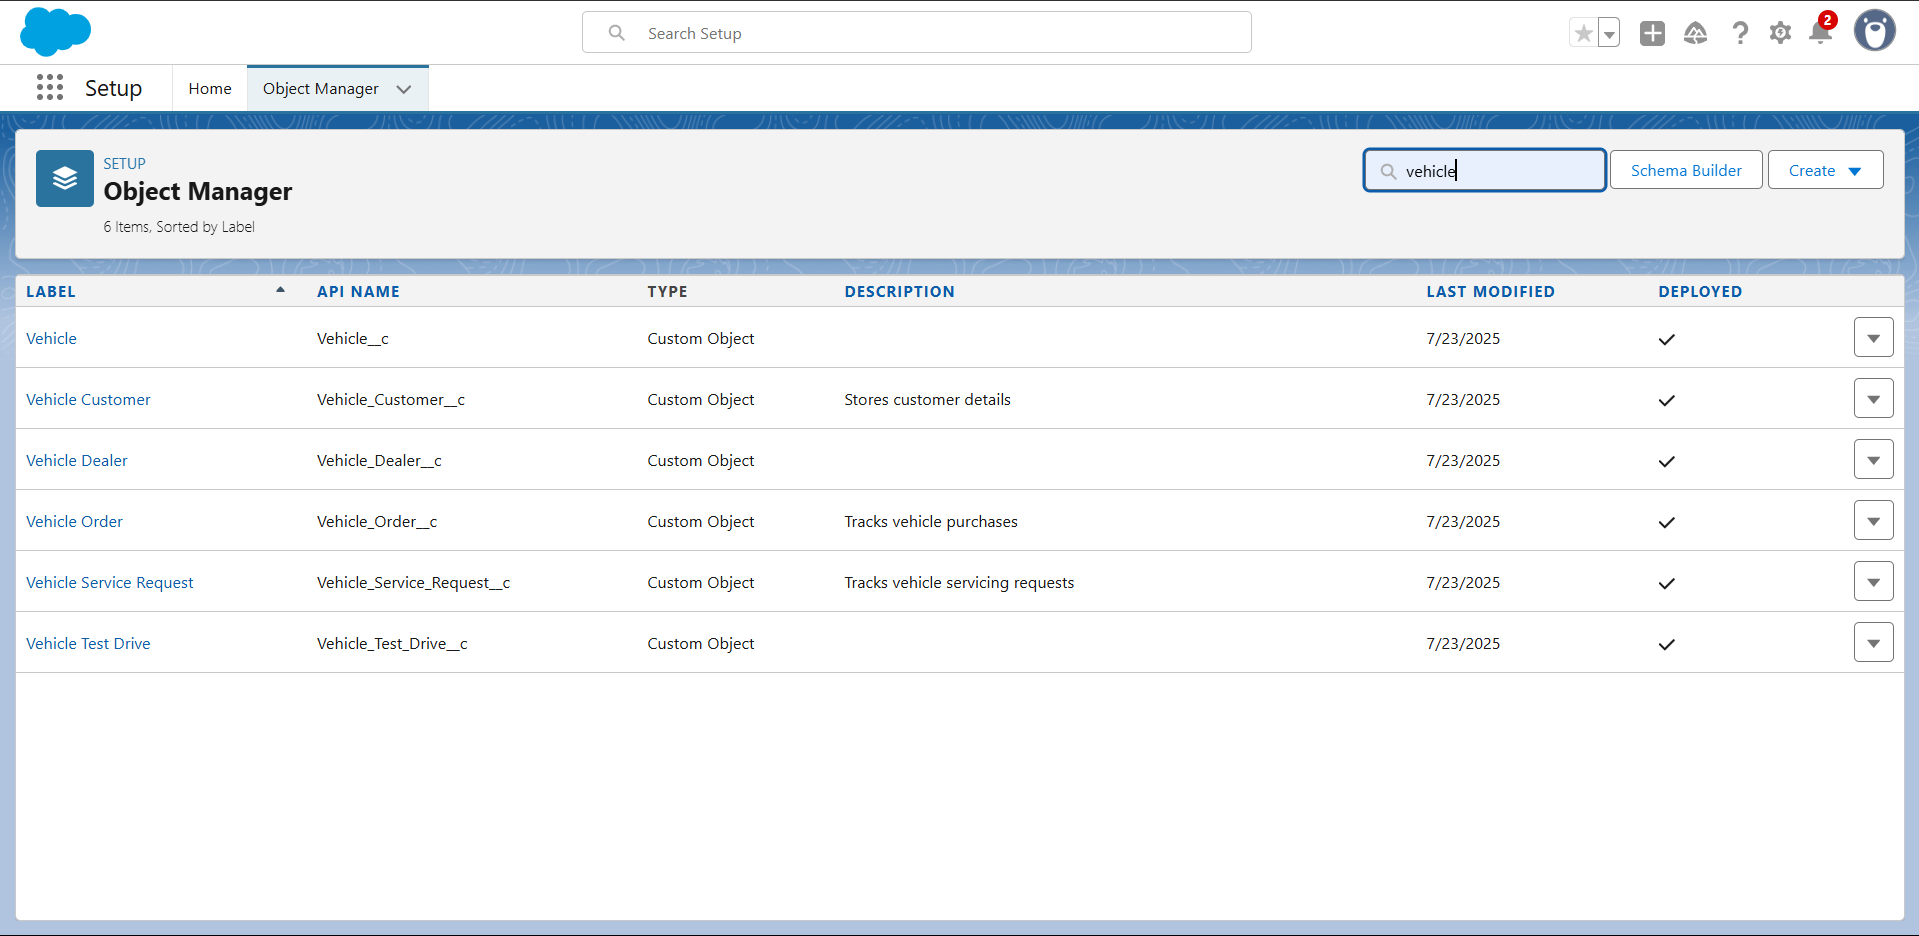 Search Setup
2
Setup Home Object Manager
SETUP
Object Manager
6 Items, Sorted by Label
vehicle Schema Builder Create
LABEL API NAME TYPE DESCRIPTION LAST MODIFIED DEPLOYED
Vehicle Vehicle__c Custom Object 7/23/2025
Vehicle Customer Vehicle_Customer__c Custom Object Stores customer details 7/23/2025
Vehicle Dealer Vehicle_Dealer__c Custom Object 7/23/2025
Vehicle Order Vehicle_Order__c Custom Object Tracks vehicle purchases 7/23/2025
Vehicle Service Request Vehicle_Service_Request__c Custom Object Tracks vehicle servicing requests 7/23/2025
Vehicle Test Drive Vehicle_Test_Drive__c Custom Object 7/23/2025